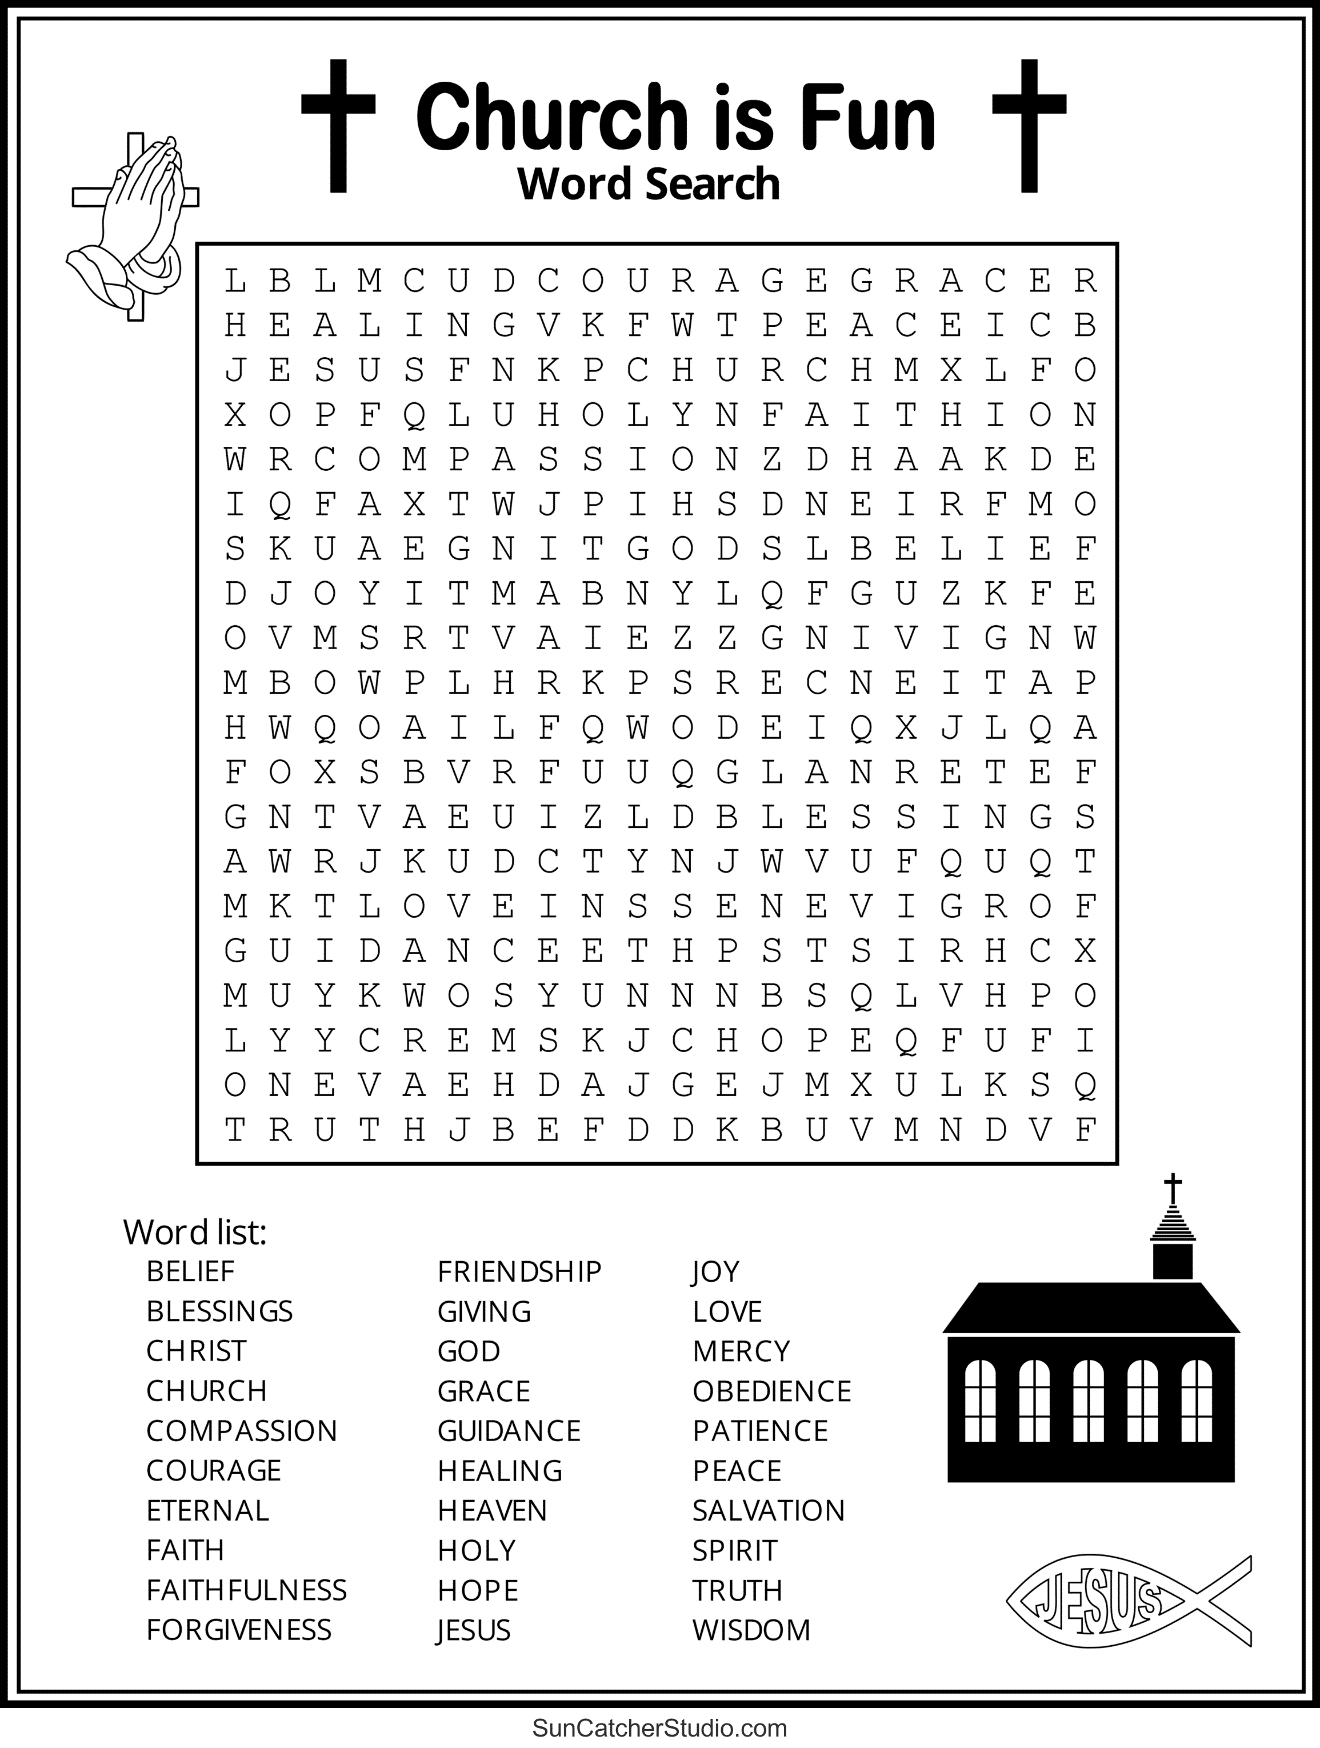 Church is Fun
Word Search
L B L M C U D C O U R A G E G R A C E R
H E A L I N G V K F W T P E A C E I C B
J E S U S F N K P C H U R C H M X L F O
X O P F Q L U H O L Y N F A I T H I O N
W R C O M P A S S I O N Z D H A A K D E
I Q F A X T W J P I H S D N E I R F M O
S K U A E G N I T G O D S L B E L I E F
D J O Y I T M A B N Y L Q F G U Z K F E
O V M S R T V A I E Z Z G N I V I G N W
M B O W P L H R K P S R E C N E I T A P
H W Q O A I L F Q W O D E I Q X J L Q A
F O X S B V R F U U Q G L A N R E T E F
G N T V A E U I Z L D B L E S S I N G S
A W R J K U D C T Y N J W V U F Q U Q T
M K T L O V E I N S S E N E V I G R O F
G U I D A N C E E T H P S T S I R H C X
M U Y K W O S Y U N N N B S Q L V H P O
L Y Y C R E M S K J C H O P E Q F U F I
O N E V A E H D A J G E J M X U L K S Q
T R U T H J B E F D D K B U V M N D V F
Word list:
BELIEF
BLESSINGS
CHRIST
CHURCH
COMPASSION
COURAGE
ETERNAL
FAITH
FAITHFULNESS
FORGIVENESS
FRIENDSHIP
GIVING
GOD
GRACE
GUIDANCE
HEALING
HEAVEN
HOLY
HOPE
JESUS
JOY
LOVE
MERCY
OBEDIENCE
PATIENCE
PEACE
SALVATION
SPIRIT
TRUTH
WISDOM
JESUS
SunCatcherStudio.com